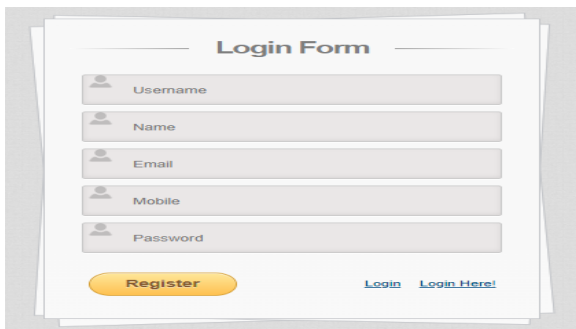 Login Form
Username
Name
Email
Mobile
Password
Register Login Login Here!